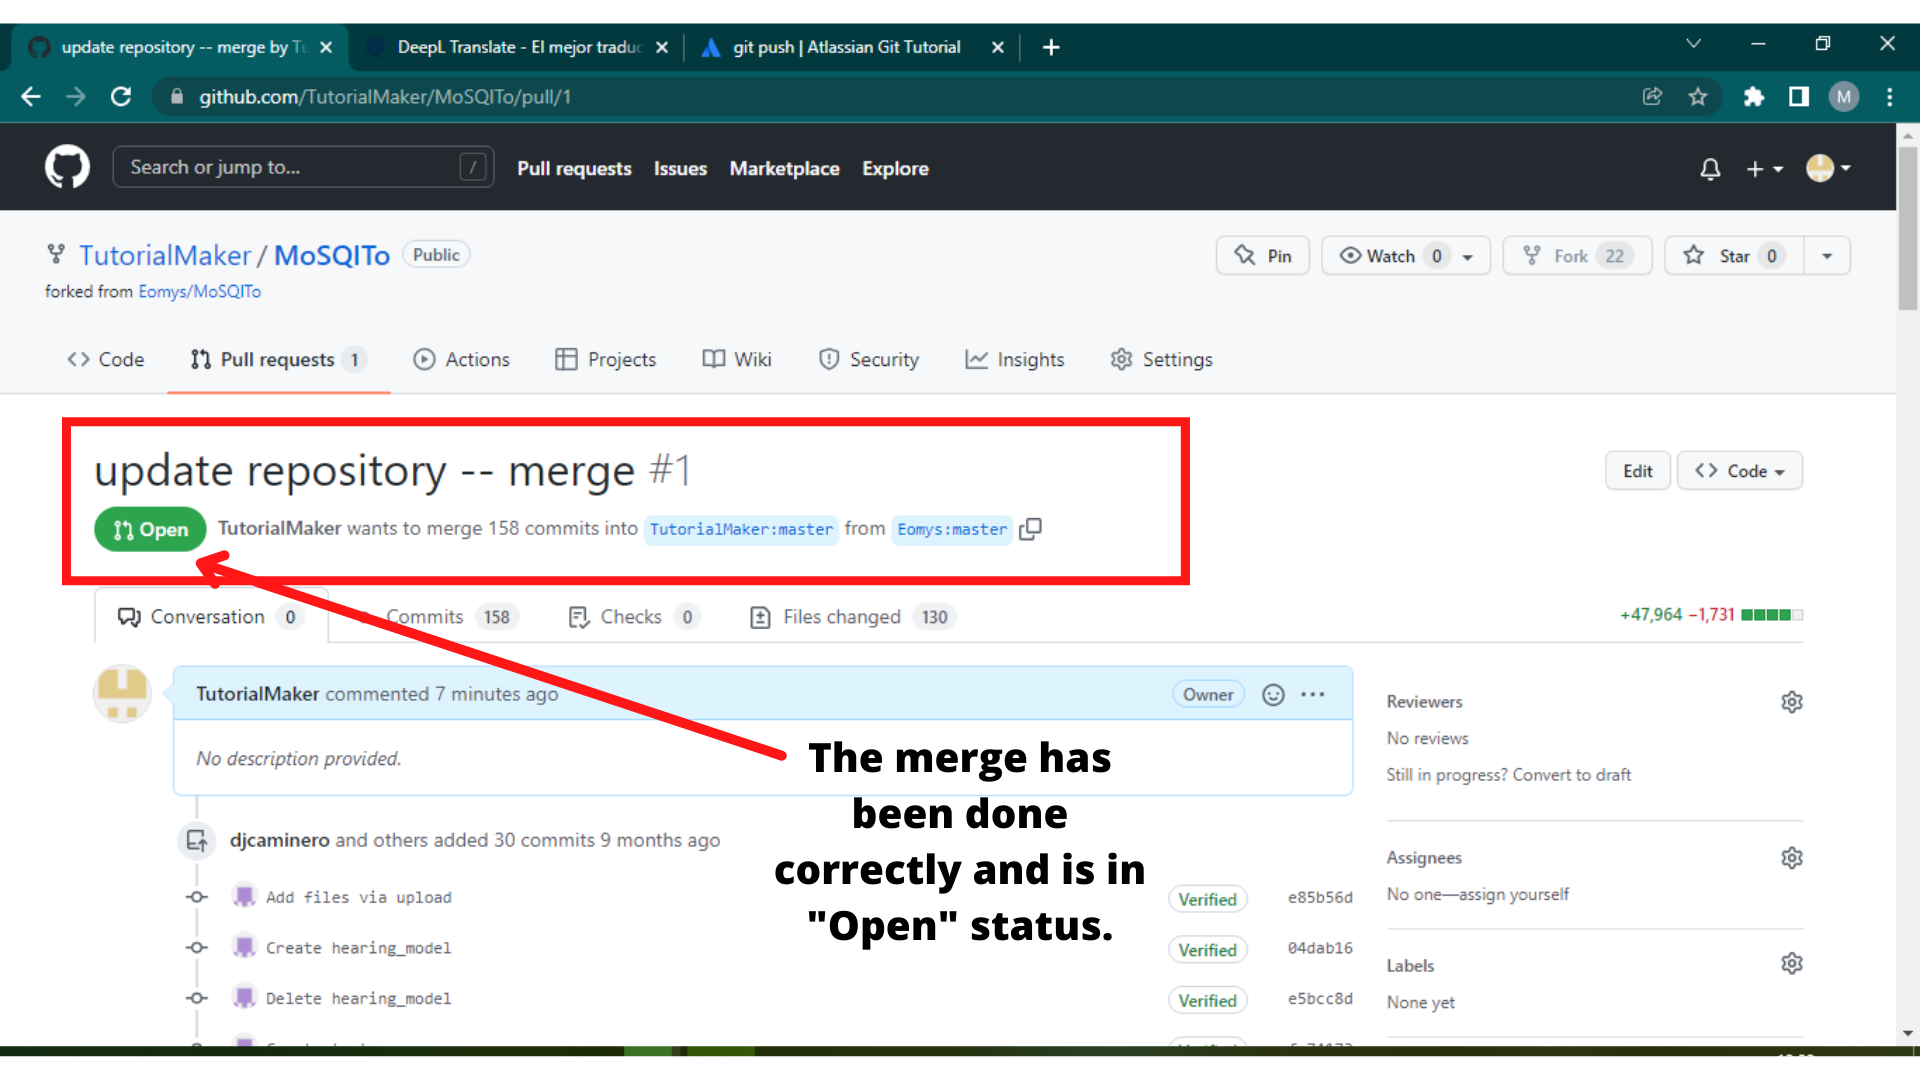 update repository -- merge by Tu
DeepL Translate - El mejor traduc
git push | Atlassian Git Tutorial
github.com/TutorialMaker/MoSQITo/pull/1
M
Search or jump to...
/
Pull requests Issues Marketplace Explore
TutorialMaker / MoSQITo Public
Pin
Watch 0
Fork 22
Star 0
forked from Eomys/MoSQITo
Code
Pull requests 1
Actions
Projects
Wiki
Security
Insights
Settings
update repository -- merge #1
Edit
Code
Open TutorialMaker wants to merge 158 commits into TutorialMaker:master from Eomys:master
Conversation 0
Commits 158
Checks 0
Files changed 130
+47,964 −1,731
TutorialMaker commented 7 minutes ago
Owner
No description provided.
Reviewers
No reviews
Still in progress? Convert to draft
The merge has
been done
correctly and is in
"Open" status.
djcaminero and others added 30 commits 9 months ago
Add files via upload Verified e85b56d
Create hearing_model Verified 04dab16
Delete hearing_model Verified e5bcc8d
Assignees
No one—assign yourself
Labels
None yet